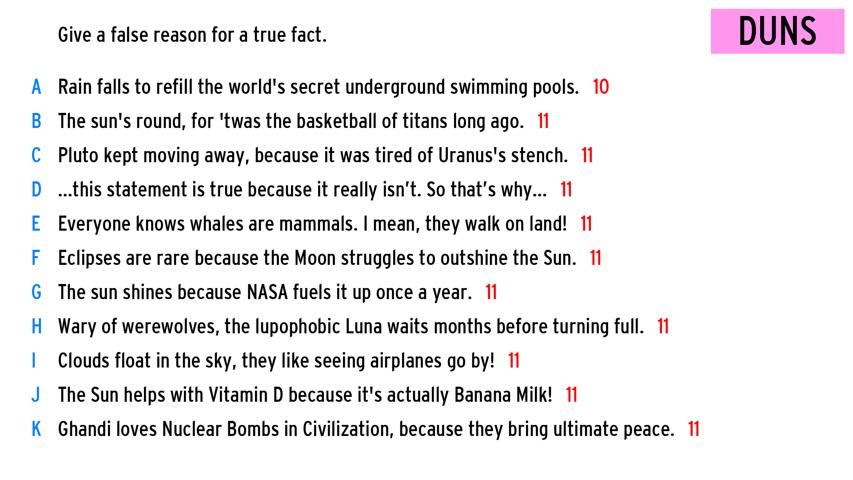 DUNS
Give a false reason for a true fact.
A Rain falls to refill the world's secret underground swimming pools. 10
B The sun's round, for 'twas the basketball of titans long ago. 11
C Pluto kept moving away, because it was tired of Uranus's stench. 11
D ...this statement is true because it really isn’t. So that’s why... 11
E Everyone knows whales are mammals. I mean, they walk on land! 11
F Eclipses are rare because the Moon struggles to outshine the Sun. 11
G The sun shines because NASA fuels it up once a year. 11
H Wary of werewolves, the lupophobic Luna waits months before turning full. 11
I Clouds float in the sky, they like seeing airplanes go by! 11
J The Sun helps with Vitamin D because it's actually Banana Milk! 11
K Ghandi loves Nuclear Bombs in Civilization, because they bring ultimate peace. 11